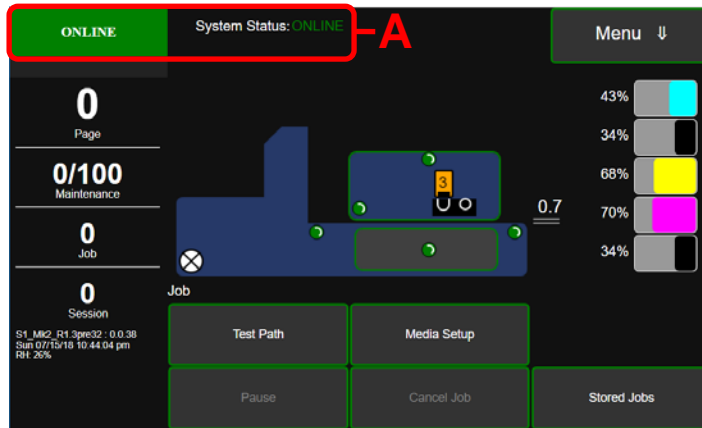 ONLINE
System Status: ONLINE
A
Menu ⇓
0
Page
0/100
Maintenance
0
Job
0
Session
S1_Mk2_R1.3pre32 : 0.0.38
Sun 07/15/18 10:44:04 pm
RH: 26%
43%
34%
68%
70%
34%
3
0.7
Job
Test Path
Media Setup
Pause
Cancel Job
Stored Jobs